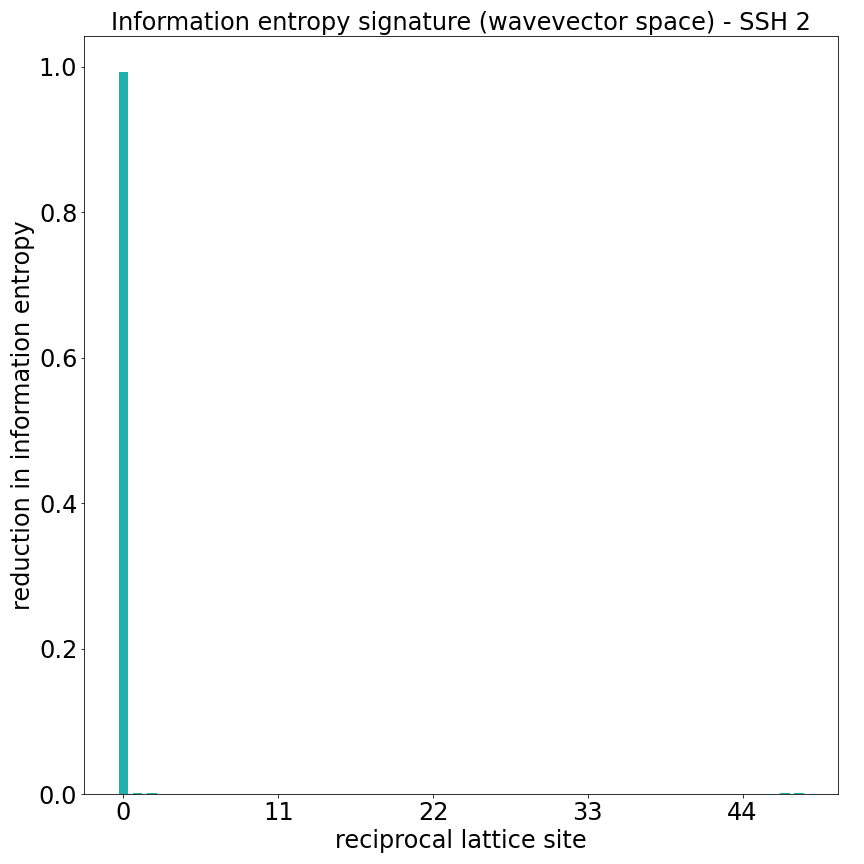 Information entropy signature (wavevector space) - SSH 2
1.0
0.8
0.6
0.4
0.2
0.0
reduction in information entropy
0 11 22 33 44
reciprocal lattice site